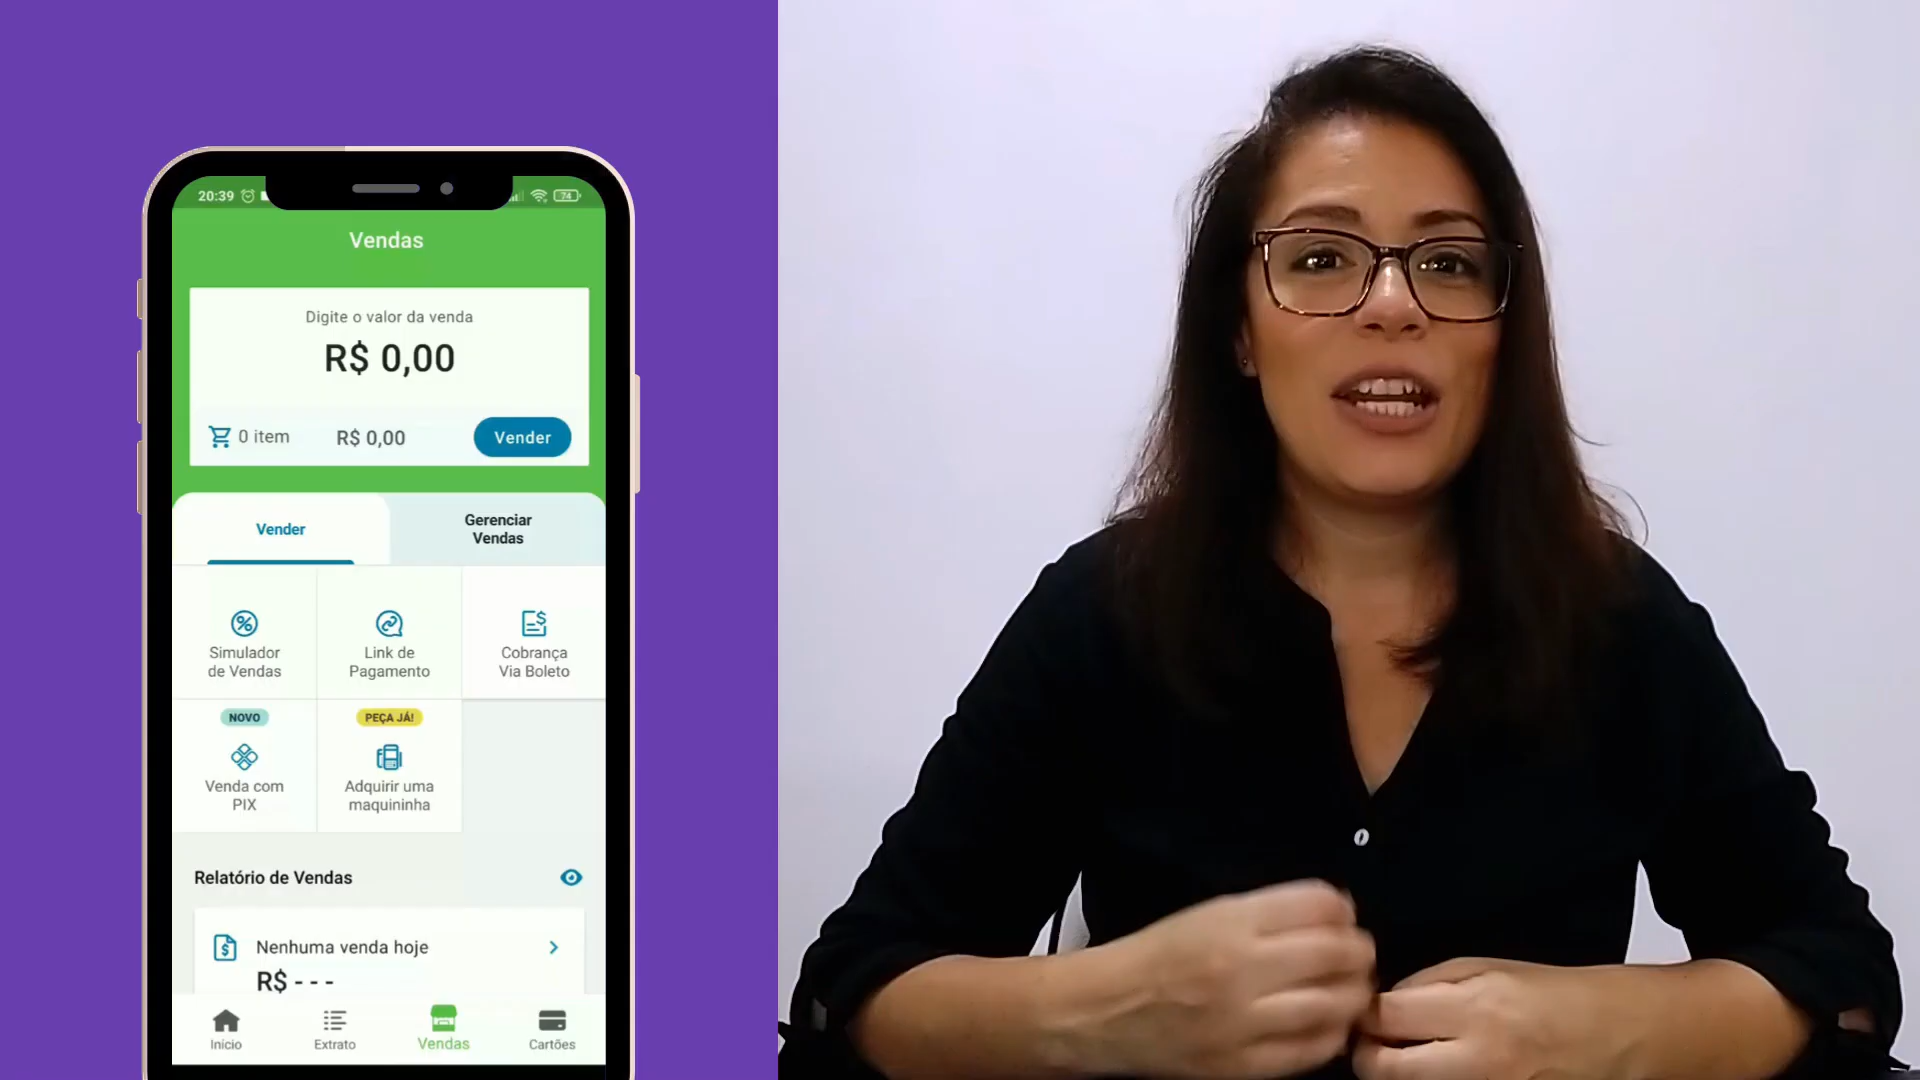 20:39
74
Vendas
Digite o valor da venda
R$ 0,00
0 item R$ 0,00 Vender
Vender
Gerenciar
Vendas
Simulador
de Vendas
Link de
Pagamento
Cobrança
Via Boleto
NOVO
Venda com
PIX
PEÇA JÁ!
Adquirir uma
maquininha
Relatório de Vendas
Nenhuma venda hoje
R$ - - -
Início Extrato Vendas Cartões